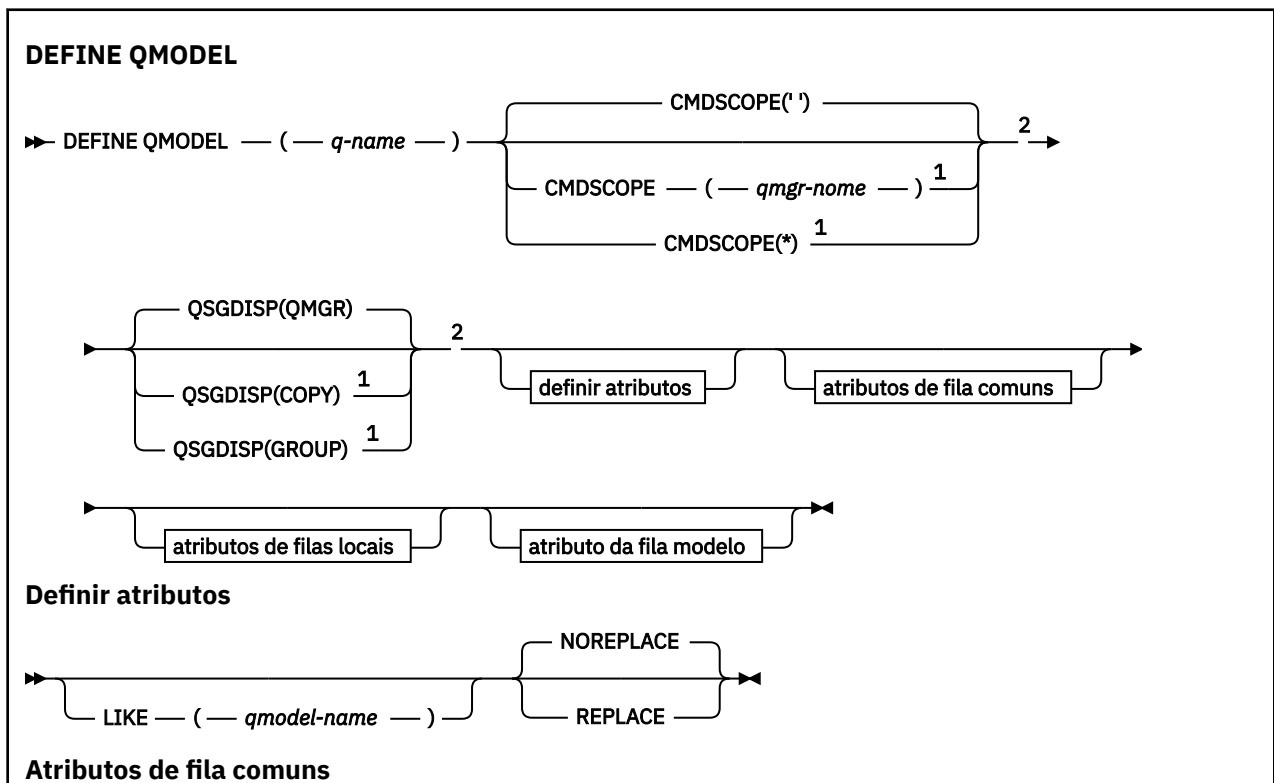 DEFINE QMODEL
CMDSCOPE(' ')
DEFINE QMODEL ( q-name ) 2
CMDSCOPE ( qmgr-nome ) 1
CMDSCOPE(*) 1
QSGDISP(QMGR) 2
QSGDISP(COPY) 1
definir atributos
atributos de fila comuns
QSGDISP(GROUP) 1
atributos de filas locais
atributo da fila modelo
Definir atributos
NOREPLACE
LIKE ( qmodel-name )
REPLACE
Atributos de fila comuns